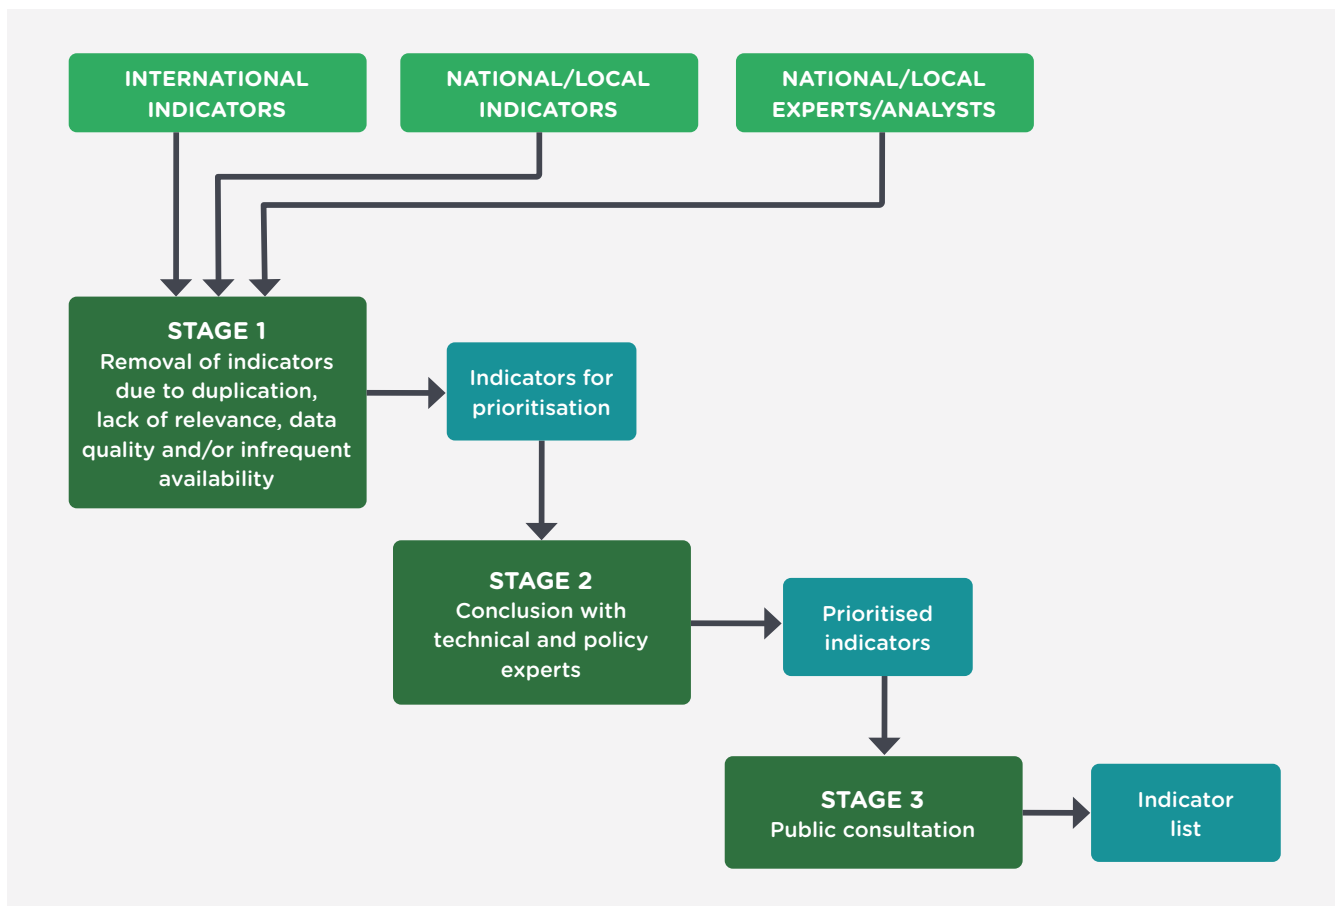 INTERNATIONAL
INDICATORS
NATIONAL/LOCAL
INDICATORS
NATIONAL/LOCAL
EXPERTS/ANALYSTS
STAGE 1
Removal of indicators
due to duplication,
lack of relevance, data
quality and/or infrequent
availability
Indicators for
prioritisation
STAGE 2
Conclusion with
technical and policy
experts
Prioritised
indicators
STAGE 3
Public consultation
Indicator
list